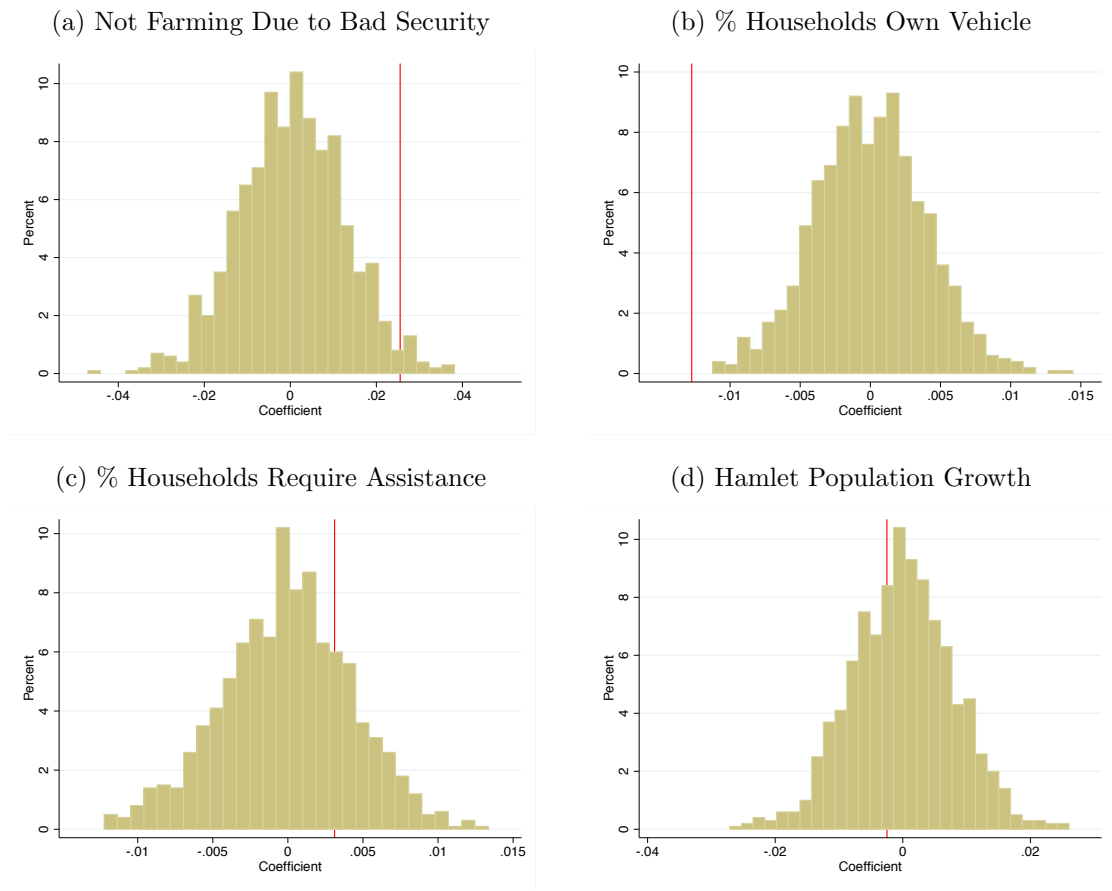 (a) Not Farming Due to Bad Security
10
8
6
4
2
0
Percent
-.04 -.02 0 .02 .04
Coefficient
(b) % Households Own Vehicle
10
8
6
4
2
0
Percent
-.01 -.005 0 .005 .01 .015
Coefficient
(c) % Households Require Assistance
10
8
6
4
2
0
Percent
-.01 -.005 0 .005 .01 .015
Coefficient
(d) Hamlet Population Growth
10
8
6
4
2
0
Percent
-.04 -.02 0 .02
Coefficient